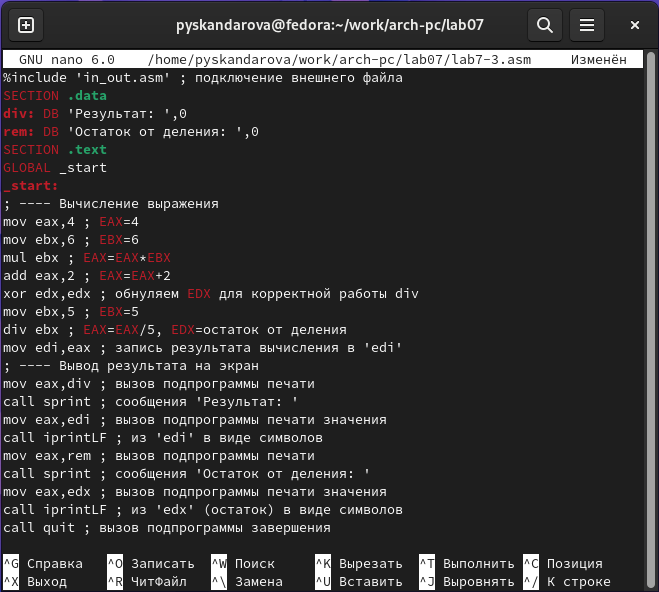 pyskandarova@fedora:~/work/arch-pc/lab07
GNU nano 6.0 /home/pyskandarova/work/arch-pc/lab07/lab7-3.asm Изменён
%include 'in_out.asm' ; подключение внешнего файла
SECTION .data
div: DB 'Результат: ',0
rem: DB 'Остаток от деления: ',0
SECTION .text
GLOBAL _start
_start:
; ---- Вычисление выражения
mov eax,4 ; EAX=4
mov ebx,6 ; EBX=6
mul ebx ; EAX=EAX*EBX
add eax,2 ; EAX=EAX+2
xor edx,edx ; обнуляем EDX для корректной работы div
mov ebx,5 ; EBX=5
div ebx ; EAX=EAX/5, EDX=остаток от деления
mov edi,eax ; запись результата вычисления в 'edi'
; ---- Вывод результата на экран
mov eax,div ; вызов подпрограммы печати
call sprint ; сообщения 'Результат: '
mov eax,edi ; вызов подпрограммы печати значения
call iprintLF ; из 'edi' в виде символов
mov eax,rem ; вызов подпрограммы печати
call sprint ; сообщения 'Остаток от деления: '
mov eax,edx ; вызов подпрограммы печати значения
call iprintLF ; из 'edx' (остаток) в виде символов
call quit ; вызов подпрограммы завершения
^G Справка ^O Записать ^W Поиск ^K Вырезать ^T Выполнить ^C Позиция
^X Выход ^R ЧитФайл ^\ Замена ^U Вставить ^J Выровнять ^/ К строке